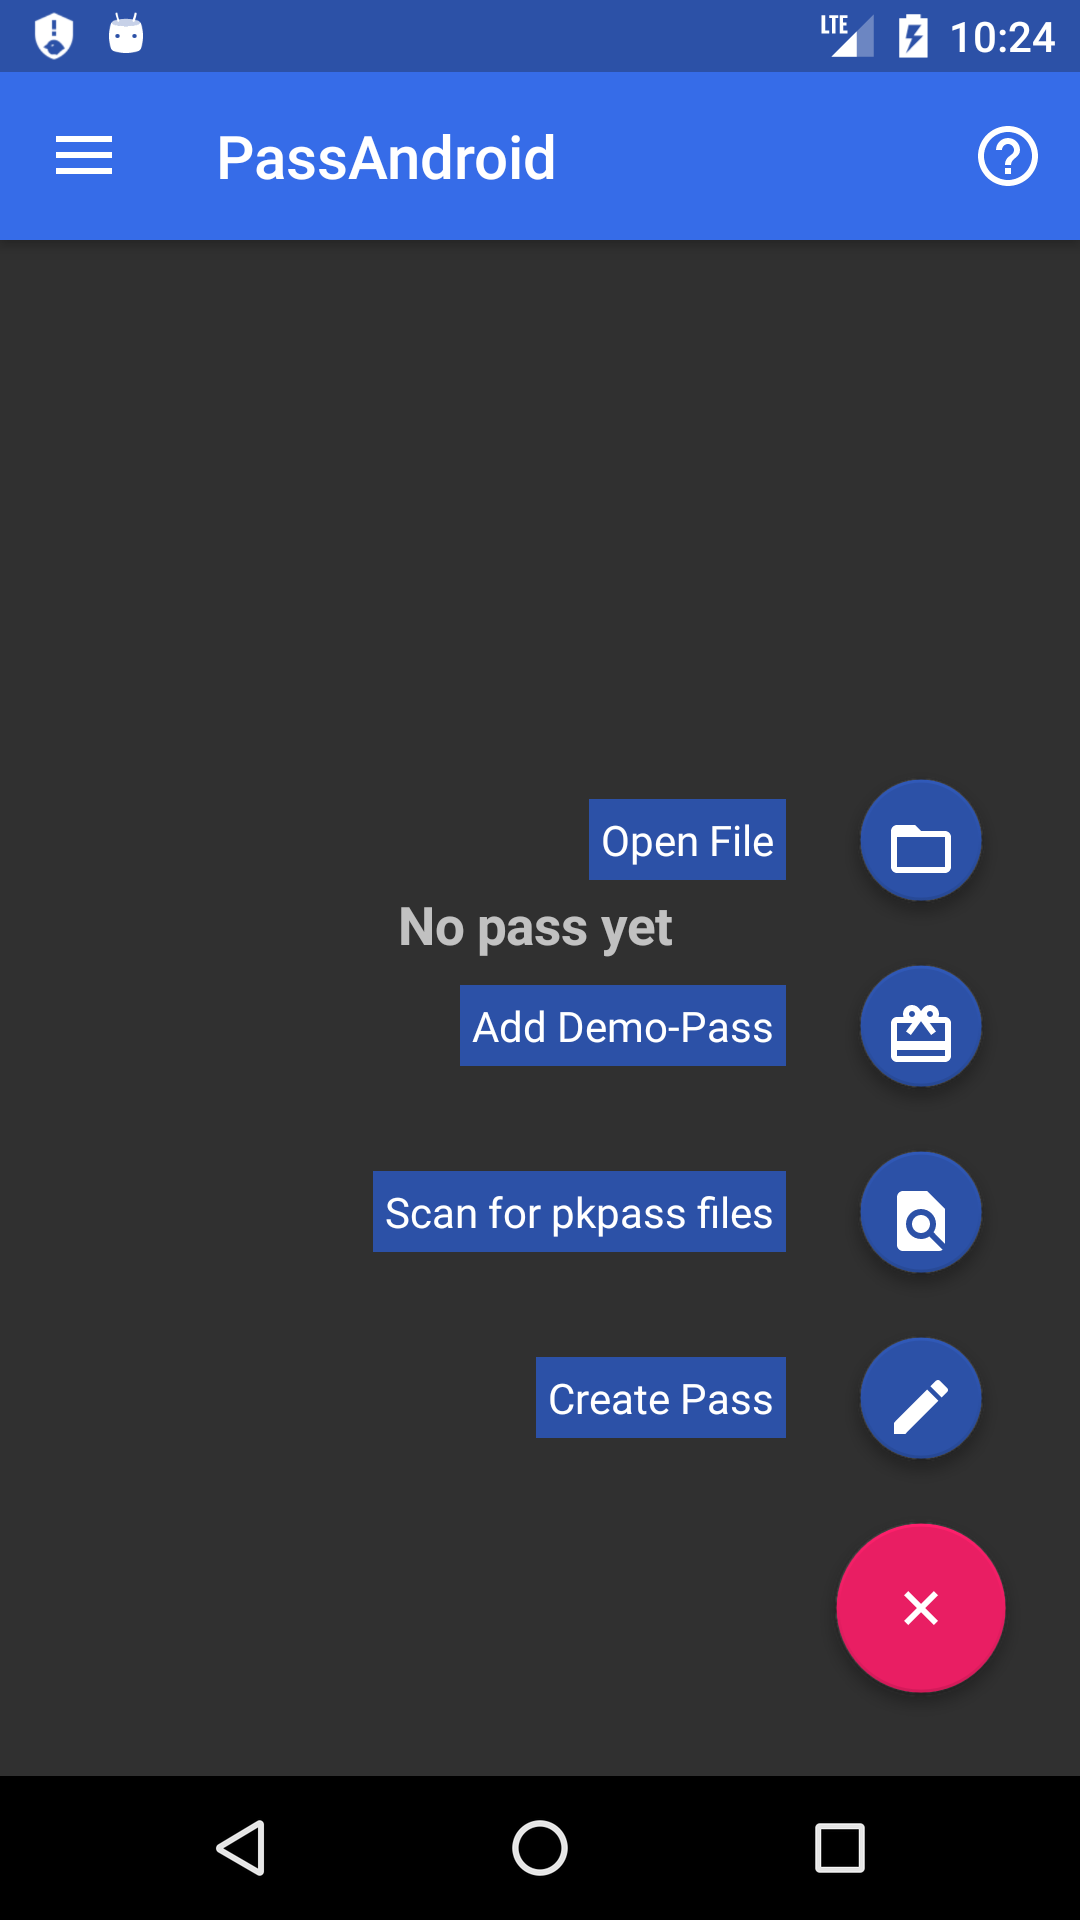 LTE 10:24
PassAndroid
Open File
No pass yet
Add Demo-Pass
Scan for pkpass files
Create Pass